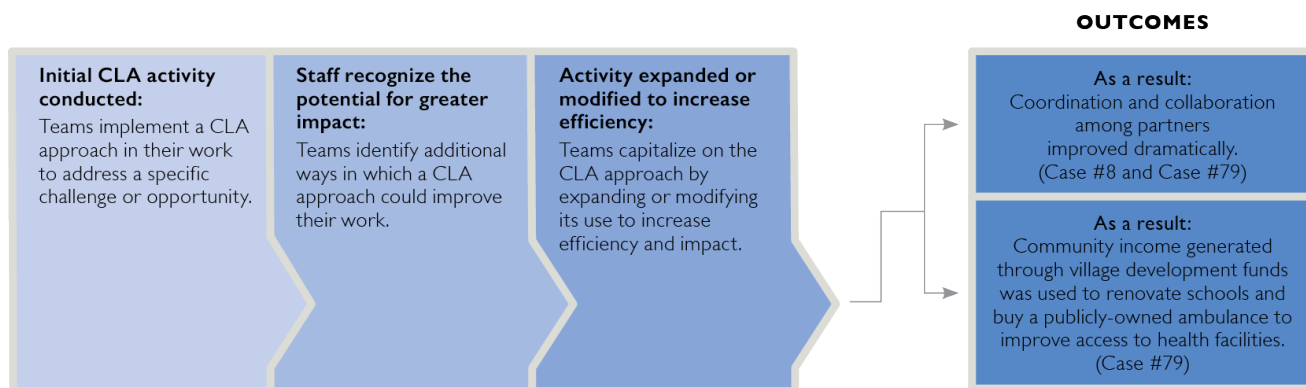 OUTCOMES
Initial CLA activity
conducted:
Teams implement a CLA
approach in their work
to address a specific
challenge or opportunity.
Staff recognize the
potential for greater
impact:
Teams identify additional
ways in which a CLA
approach could improve
their work.
Activity expanded or
modified to increase
efficiency:
Teams capitalize on the
CLA approach by
expanding or modifying
its use to increase
efficiency and impact.
As a result:
Coordination and collaboration
among partners
improved dramatically.
(Case #8 and Case #79)
As a result:
Community income generated
through village development funds
was used to renovate schools and
buy a publicly-owned ambulance to
improve access to health facilities.
(Case #79)